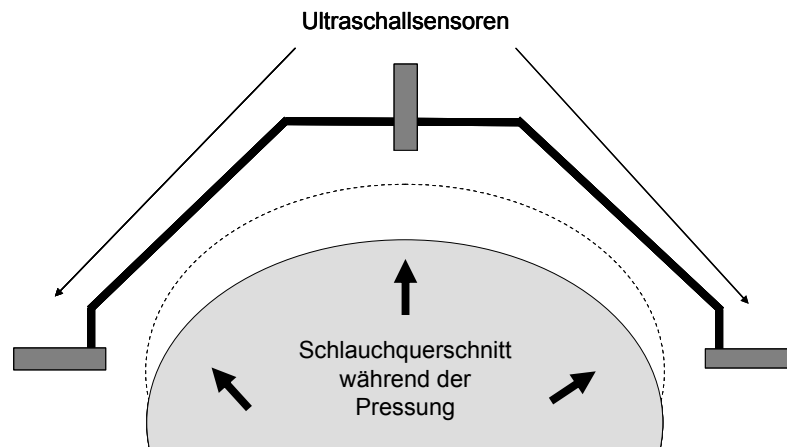 Ultraschallsensoren
Schlauchquerschnitt
während der
Pressung